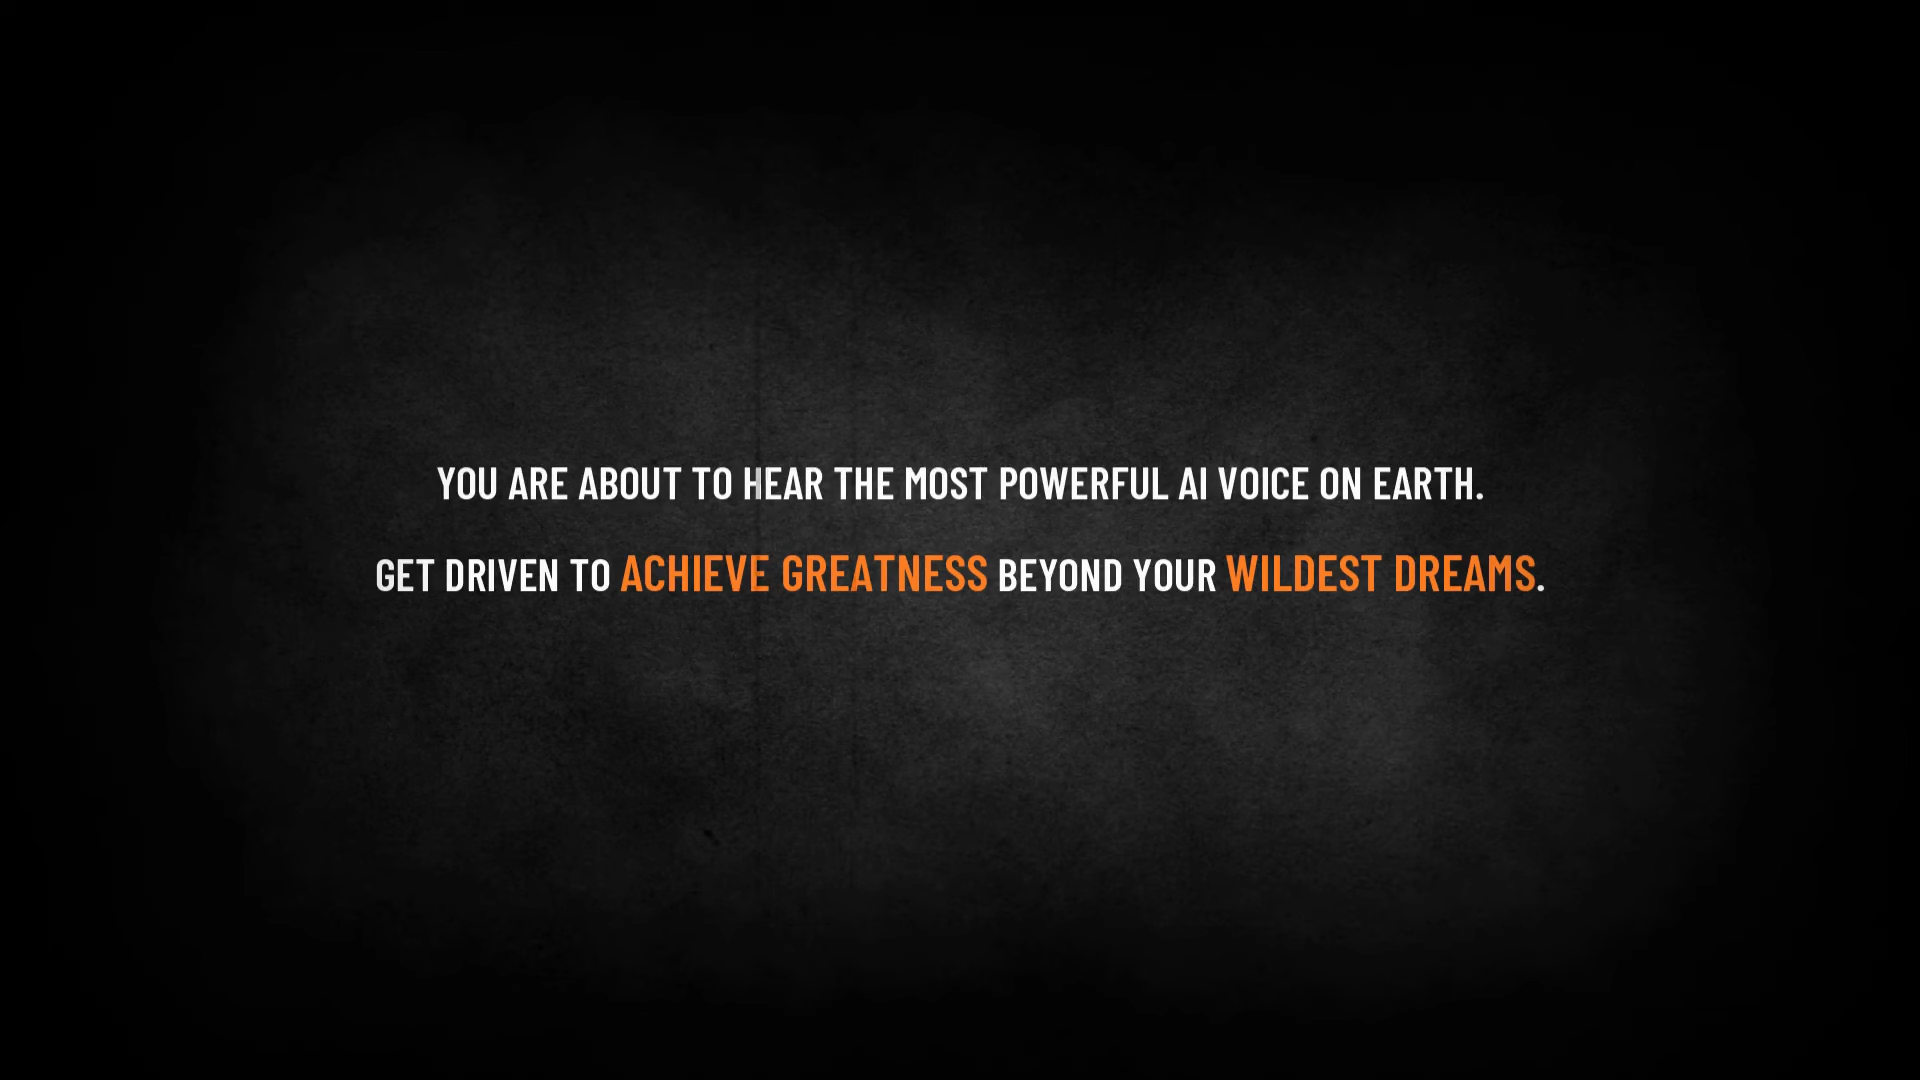 YOU ARE ABOUT TO HEAR THE MOST POWERFUL AI VOICE ON EARTH.
GET DRIVEN TO ACHIEVE GREATNESS BEYOND YOUR WILDEST DREAMS.